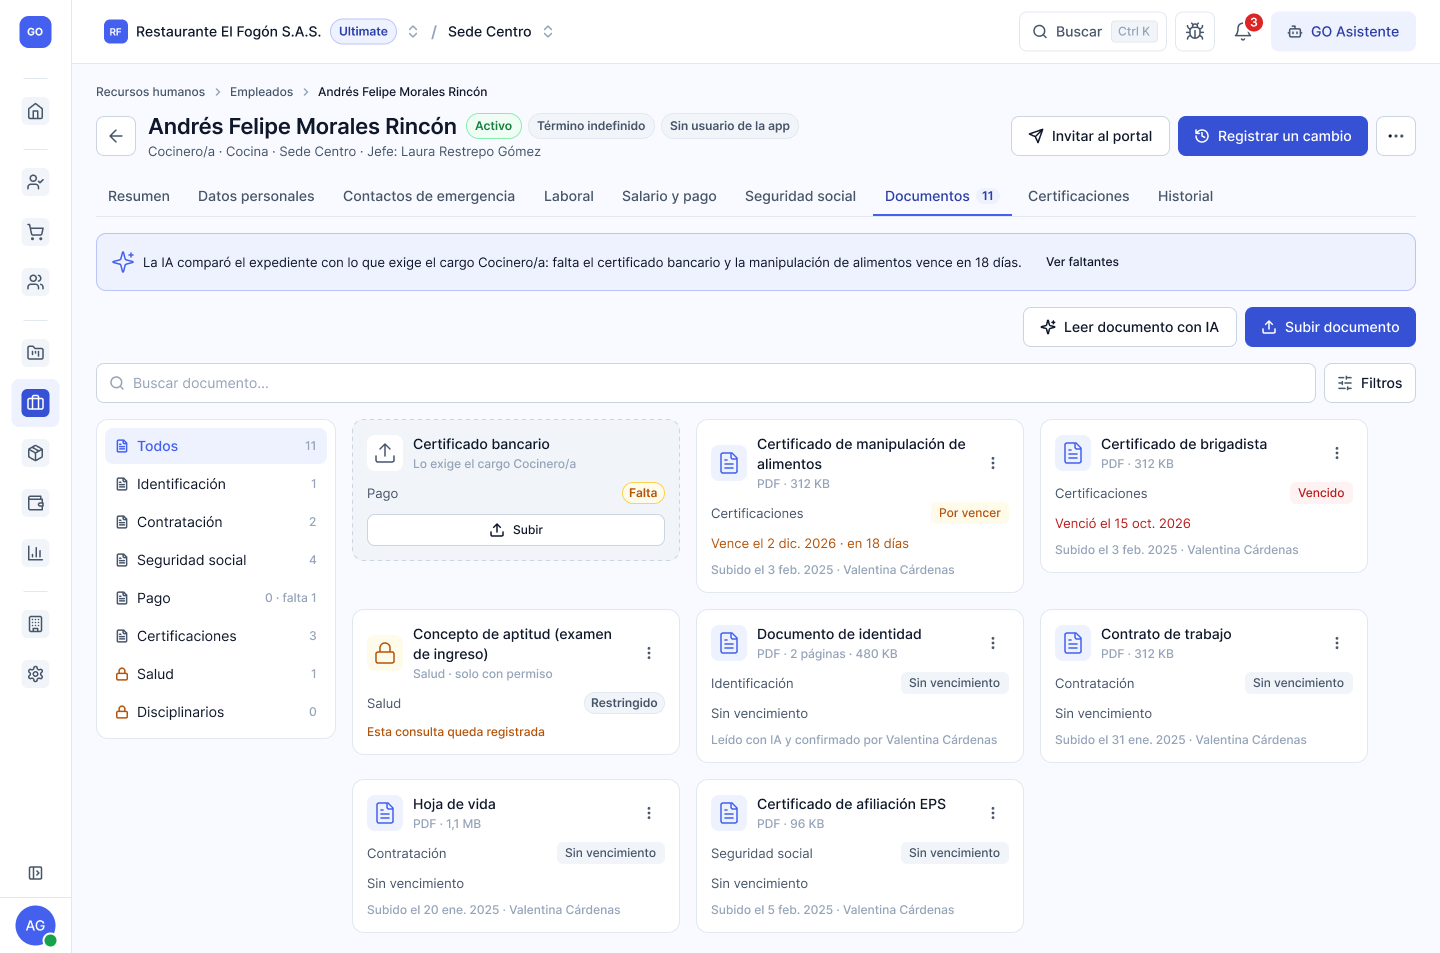 GO
RF Restaurante El Fogón S.A.S. Ultimate / Sede Centro
Buscar Ctrl K
3
GO Asistente
Recursos humanos > Empleados > Andrés Felipe Morales Rincón
Andrés Felipe Morales Rincón Activo Término indefinido Sin usuario de la app
Cocinero/a · Cocina · Sede Centro · Jefe: Laura Restrepo Gómez
Invitar al portal
Registrar un cambio
Resumen Datos personales Contactos de emergencia Laboral Salario y pago Seguridad social Documentos 11 Certificaciones Historial
La IA comparó el expediente con lo que exige el cargo Cocinero/a: falta el certificado bancario y la manipulación de alimentos vence en 18 días. Ver faltantes
Leer documento con IA
Subir documento
Buscar documento...
Filtros
Todos 11
Identificación 1
Contratación 2
Seguridad social 4
Pago 0 · falta 1
Certificaciones 3
Salud 1
Disciplinarios 0
Certificado bancario
Lo exige el cargo Cocinero/a
Pago Falta
Subir
Certificado de manipulación de
alimentos
PDF · 312 KB
Certificaciones Por vencer
Vence el 2 dic. 2026 · en 18 días
Subido el 3 feb. 2025 · Valentina Cárdenas
Certificado de brigadista
PDF · 312 KB
Certificaciones Vencido
Venció el 15 oct. 2026
Subido el 3 feb. 2025 · Valentina Cárdenas
Concepto de aptitud (examen
de ingreso)
Salud · solo con permiso
Salud Restringido
Esta consulta queda registrada
Documento de identidad
PDF · 2 páginas · 480 KB
Identificación Sin vencimiento
Sin vencimiento
Leído con IA y confirmado por Valentina Cárdenas
Contrato de trabajo
PDF · 312 KB
Contratación Sin vencimiento
Sin vencimiento
Subido el 31 ene. 2025 · Valentina Cárdenas
Hoja de vida
PDF · 1,1 MB
Contratación Sin vencimiento
Sin vencimiento
Subido el 20 ene. 2025 · Valentina Cárdenas
Certificado de afiliación EPS
PDF · 96 KB
Seguridad social Sin vencimiento
Sin vencimiento
Subido el 5 feb. 2025 · Valentina Cárdenas
AG